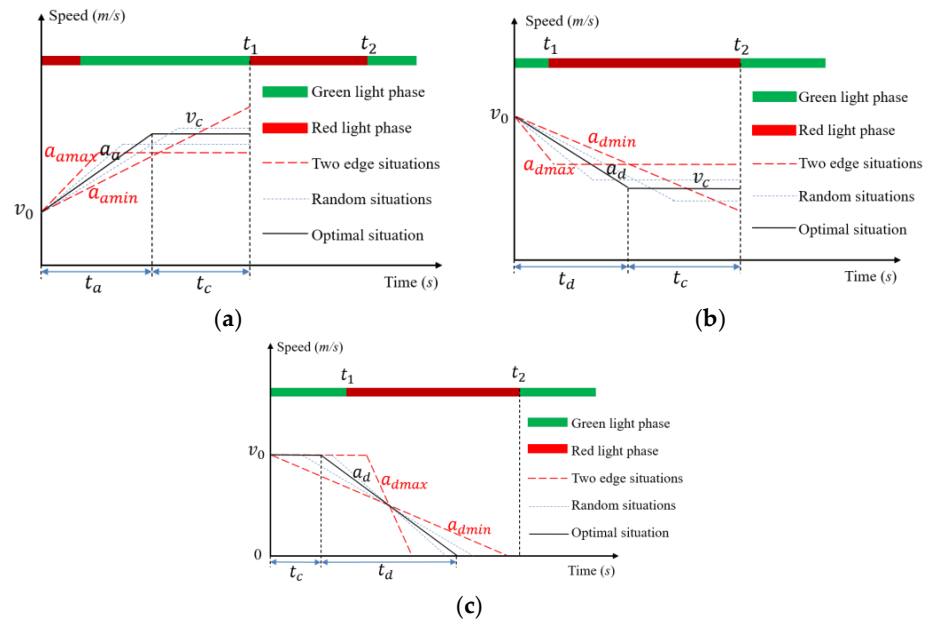 Speed (m/s)
t1 t2
Green light phase
vc
Red light phase
aamax aa
Two edge situations
aamin
Random situations
v0
Optimal situation
ta tc
Time (s)
(a)
Speed (m/s)
t1 t2
Green light phase
v0
Red light phase
admin
Two edge situations
admax ad vc
Random situations
Optimal situation
td tc
Time (s)
(b)
Speed (m/s)
t1 t2
Green light phase
v0
Red light phase
ad admax
Two edge situations
admin
Random situations
Optimal situation
0
tc td
Time (s)
(c)